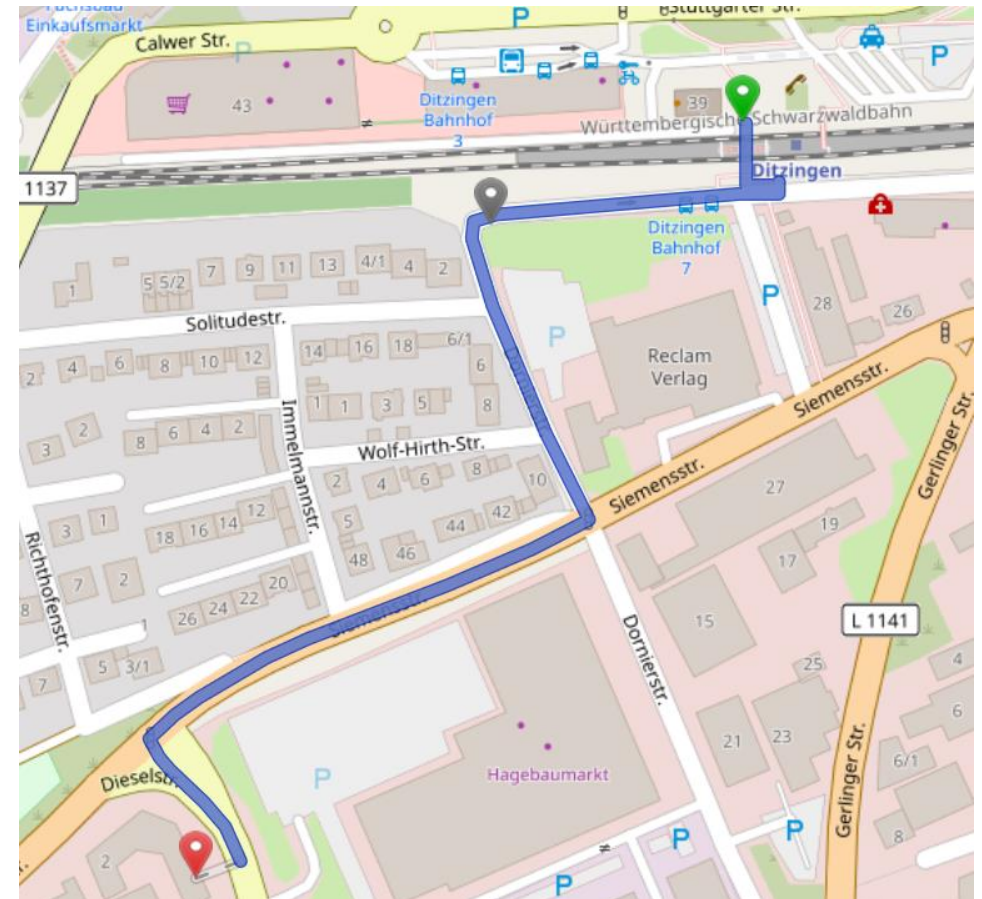 Fuchsbau
Einkaufsmarkt
P
Stuttgarter Str.
Calwer Str.
P
P
43
Ditzingen
Bahnhof
3
39
Württembergische Schwarzwaldbahn
1137
Ditzingen
Ditzingen
Bahnhof
7
1
5
5/2
7
9
11
13
4/1
4
2
P
28
26
Solitudestr.
P
Reclam
Verlag
2
4
6
8
10
12
14
16
18
6/1
6
Dornierstr.
Siemensstr.
1
1
3
5
8
Immelmannstr.
3
2
8
6
4
2
Wolf-Hirth-Str.
Gerlinger Str.
2
4
6
8
10
Siemensstr.
27
3
1
18
16
14
12
5
44
42
19
48
46
17
Richthofenstr.
7
2
8
26
24
22
20
Siemensstr.
15
L 1141
1
Dornierstr.
5
3/1
25
4
7
6
21
23
Dieselstr.
P
Hagebaumarkt
6/1
Gerlinger Str.
2
P
P
8
P